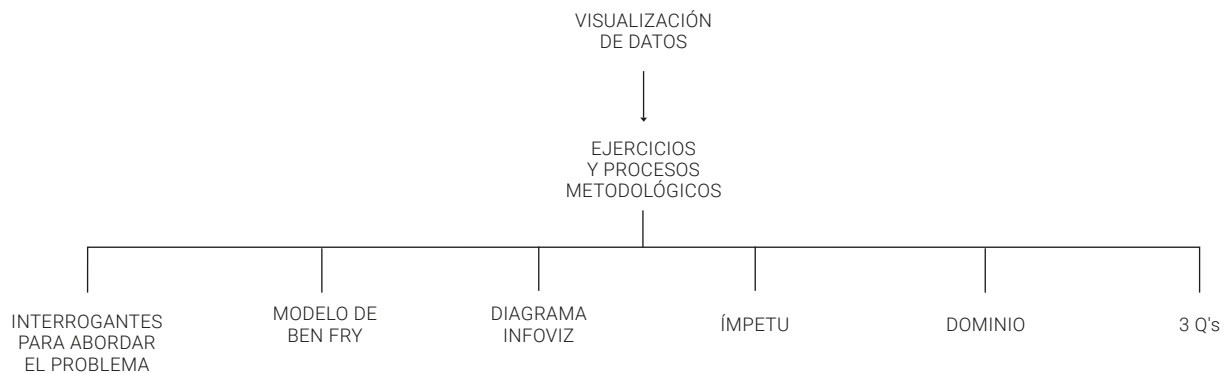 VISUALIZACIÓN
DE DATOS
EJERCICIOS
Y PROCESOS
METODOLÓGICOS
INTERROGANTES
PARA ABORDAR
EL PROBLEMA
MODELO DE
BEN FRY
DIAGRAMA
INFOVIZ
ÍMPETU
DOMINIO
3 Q's